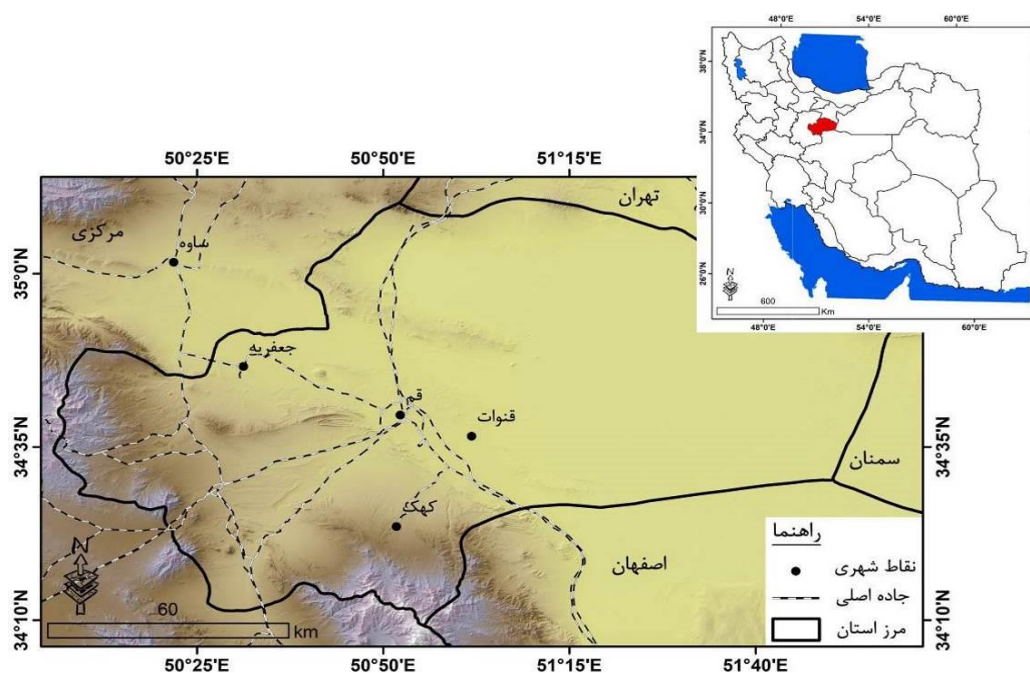 48°0'E 54°0'E 60°0'E
38°0'N
34°0'N
30°0'N
26°0'N
N
600
Km
48°0'E 54°0'E 60°0'E
50°25'E 50°50'E 51°15'E
35°0'N
34°35'N
34°10'N
تهران
مرکزی
ساوه
جعفریه
قم
قنوات
کهک
سمنان
اصفهان
34°35'N
34°10'N
N
60
km
راهنما
نقاط شهری
جاده اصلی
مرز استان
50°25'E 50°50'E 51°15'E 51°40'E